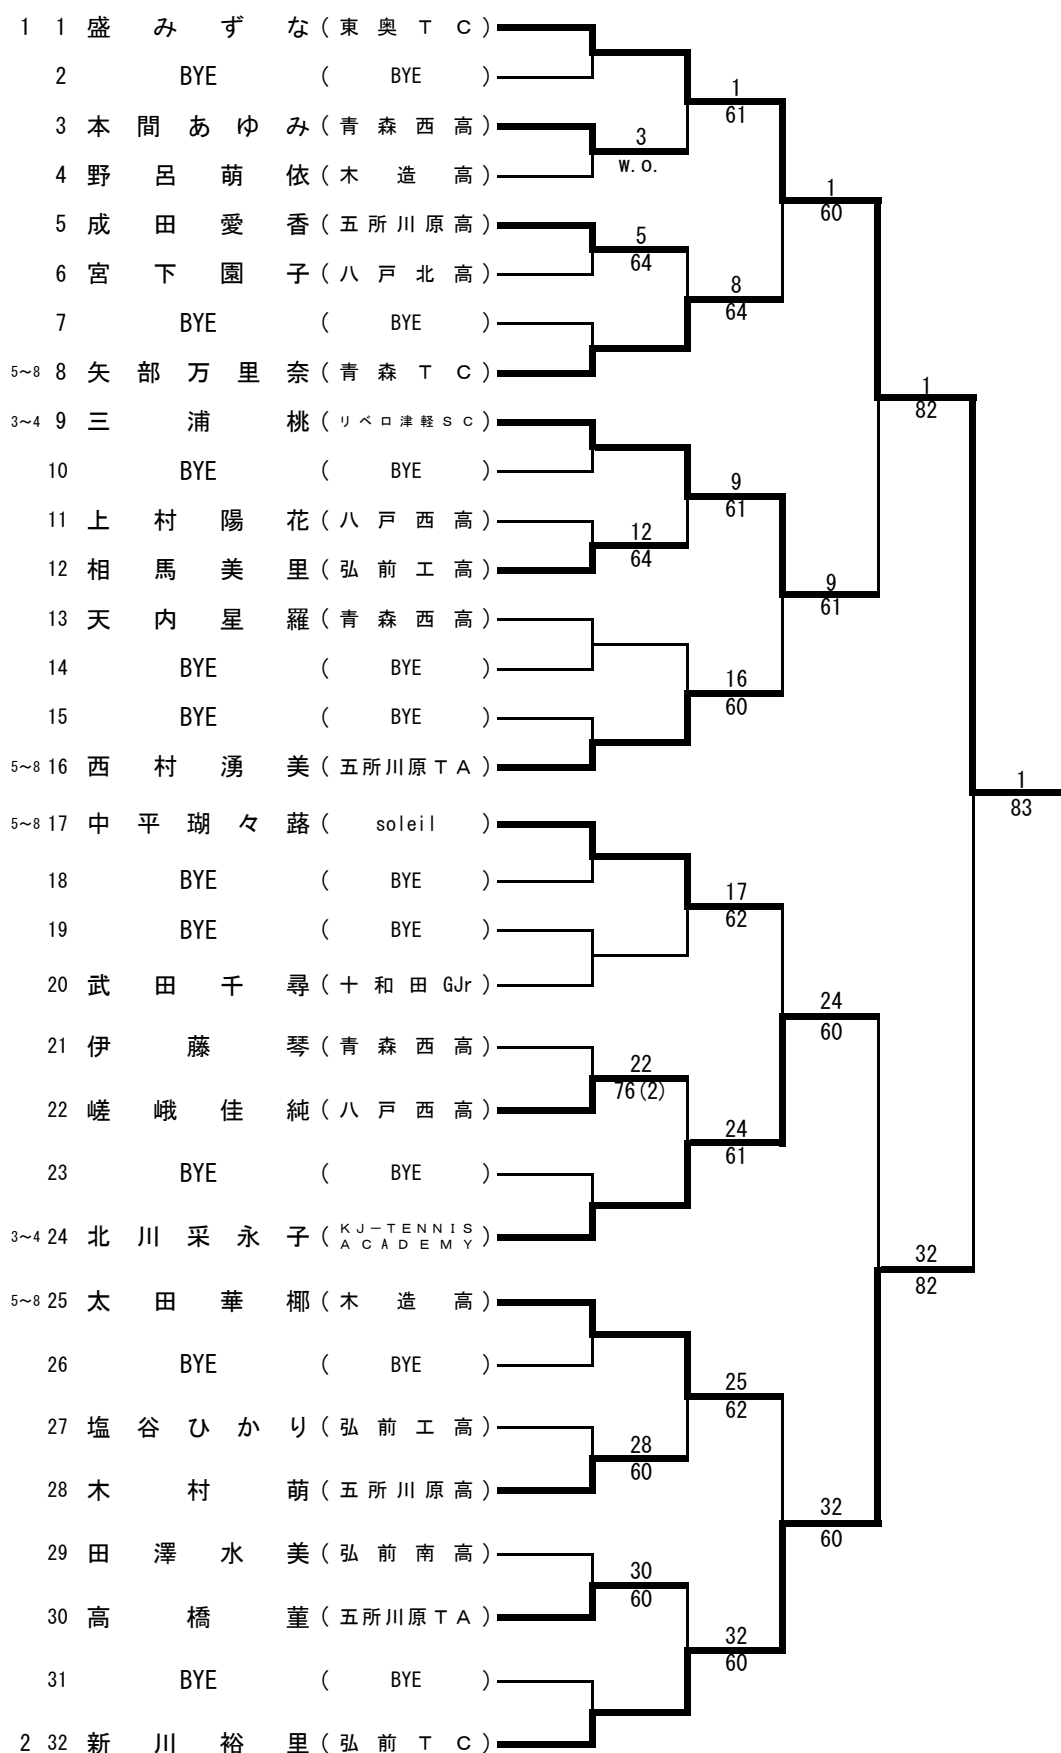 1 1 盛みずな (東奥TC)
2 BYE ( BYE )
1
61
3 本間あゆみ (青森西高)
3
w.o.
4 野呂萌依 (木造高)
1
60
5 成田愛香 (五所川原高)
5
64
6 宮下園子 (八戸北高)
8
64
7 BYE ( BYE )
5~8 8 矢部万里奈 (青森TC)
1
82
3~4 9 三浦桃 (リベロ津軽SC)
10 BYE ( BYE )
9
61
11 上村陽花 (八戸西高)
12
64
12 相馬美里 (弘前工高)
9
61
13 天内星羅 (青森西高)
14 BYE ( BYE )
16
60
15 BYE ( BYE )
5~8 16 西村湧美 (五所川原TA)
1
83
5~8 17 中平瑚々蕗 ( soleil )
18 BYE ( BYE )
17
62
19 BYE ( BYE )
20 武田千尋 (十和田GJr)
24
60
21 伊藤琴 (青森西高)
22
76(2)
22 嵯峨佳純 (八戸西高)
24
61
23 BYE ( BYE )
3~4 24 北川采永子 (KJ-TENNIS ACADEMY)
32
82
5~8 25 太田華椰 (木造高)
26 BYE ( BYE )
25
62
27 塩谷ひかり (弘前工高)
28
60
28 木村萌 (五所川原高)
32
60
29 田澤水美 (弘前南高)
30
60
30 高橋菫 (五所川原TA)
32
60
31 BYE ( BYE )
2 32 新川裕里 (弘前TC)